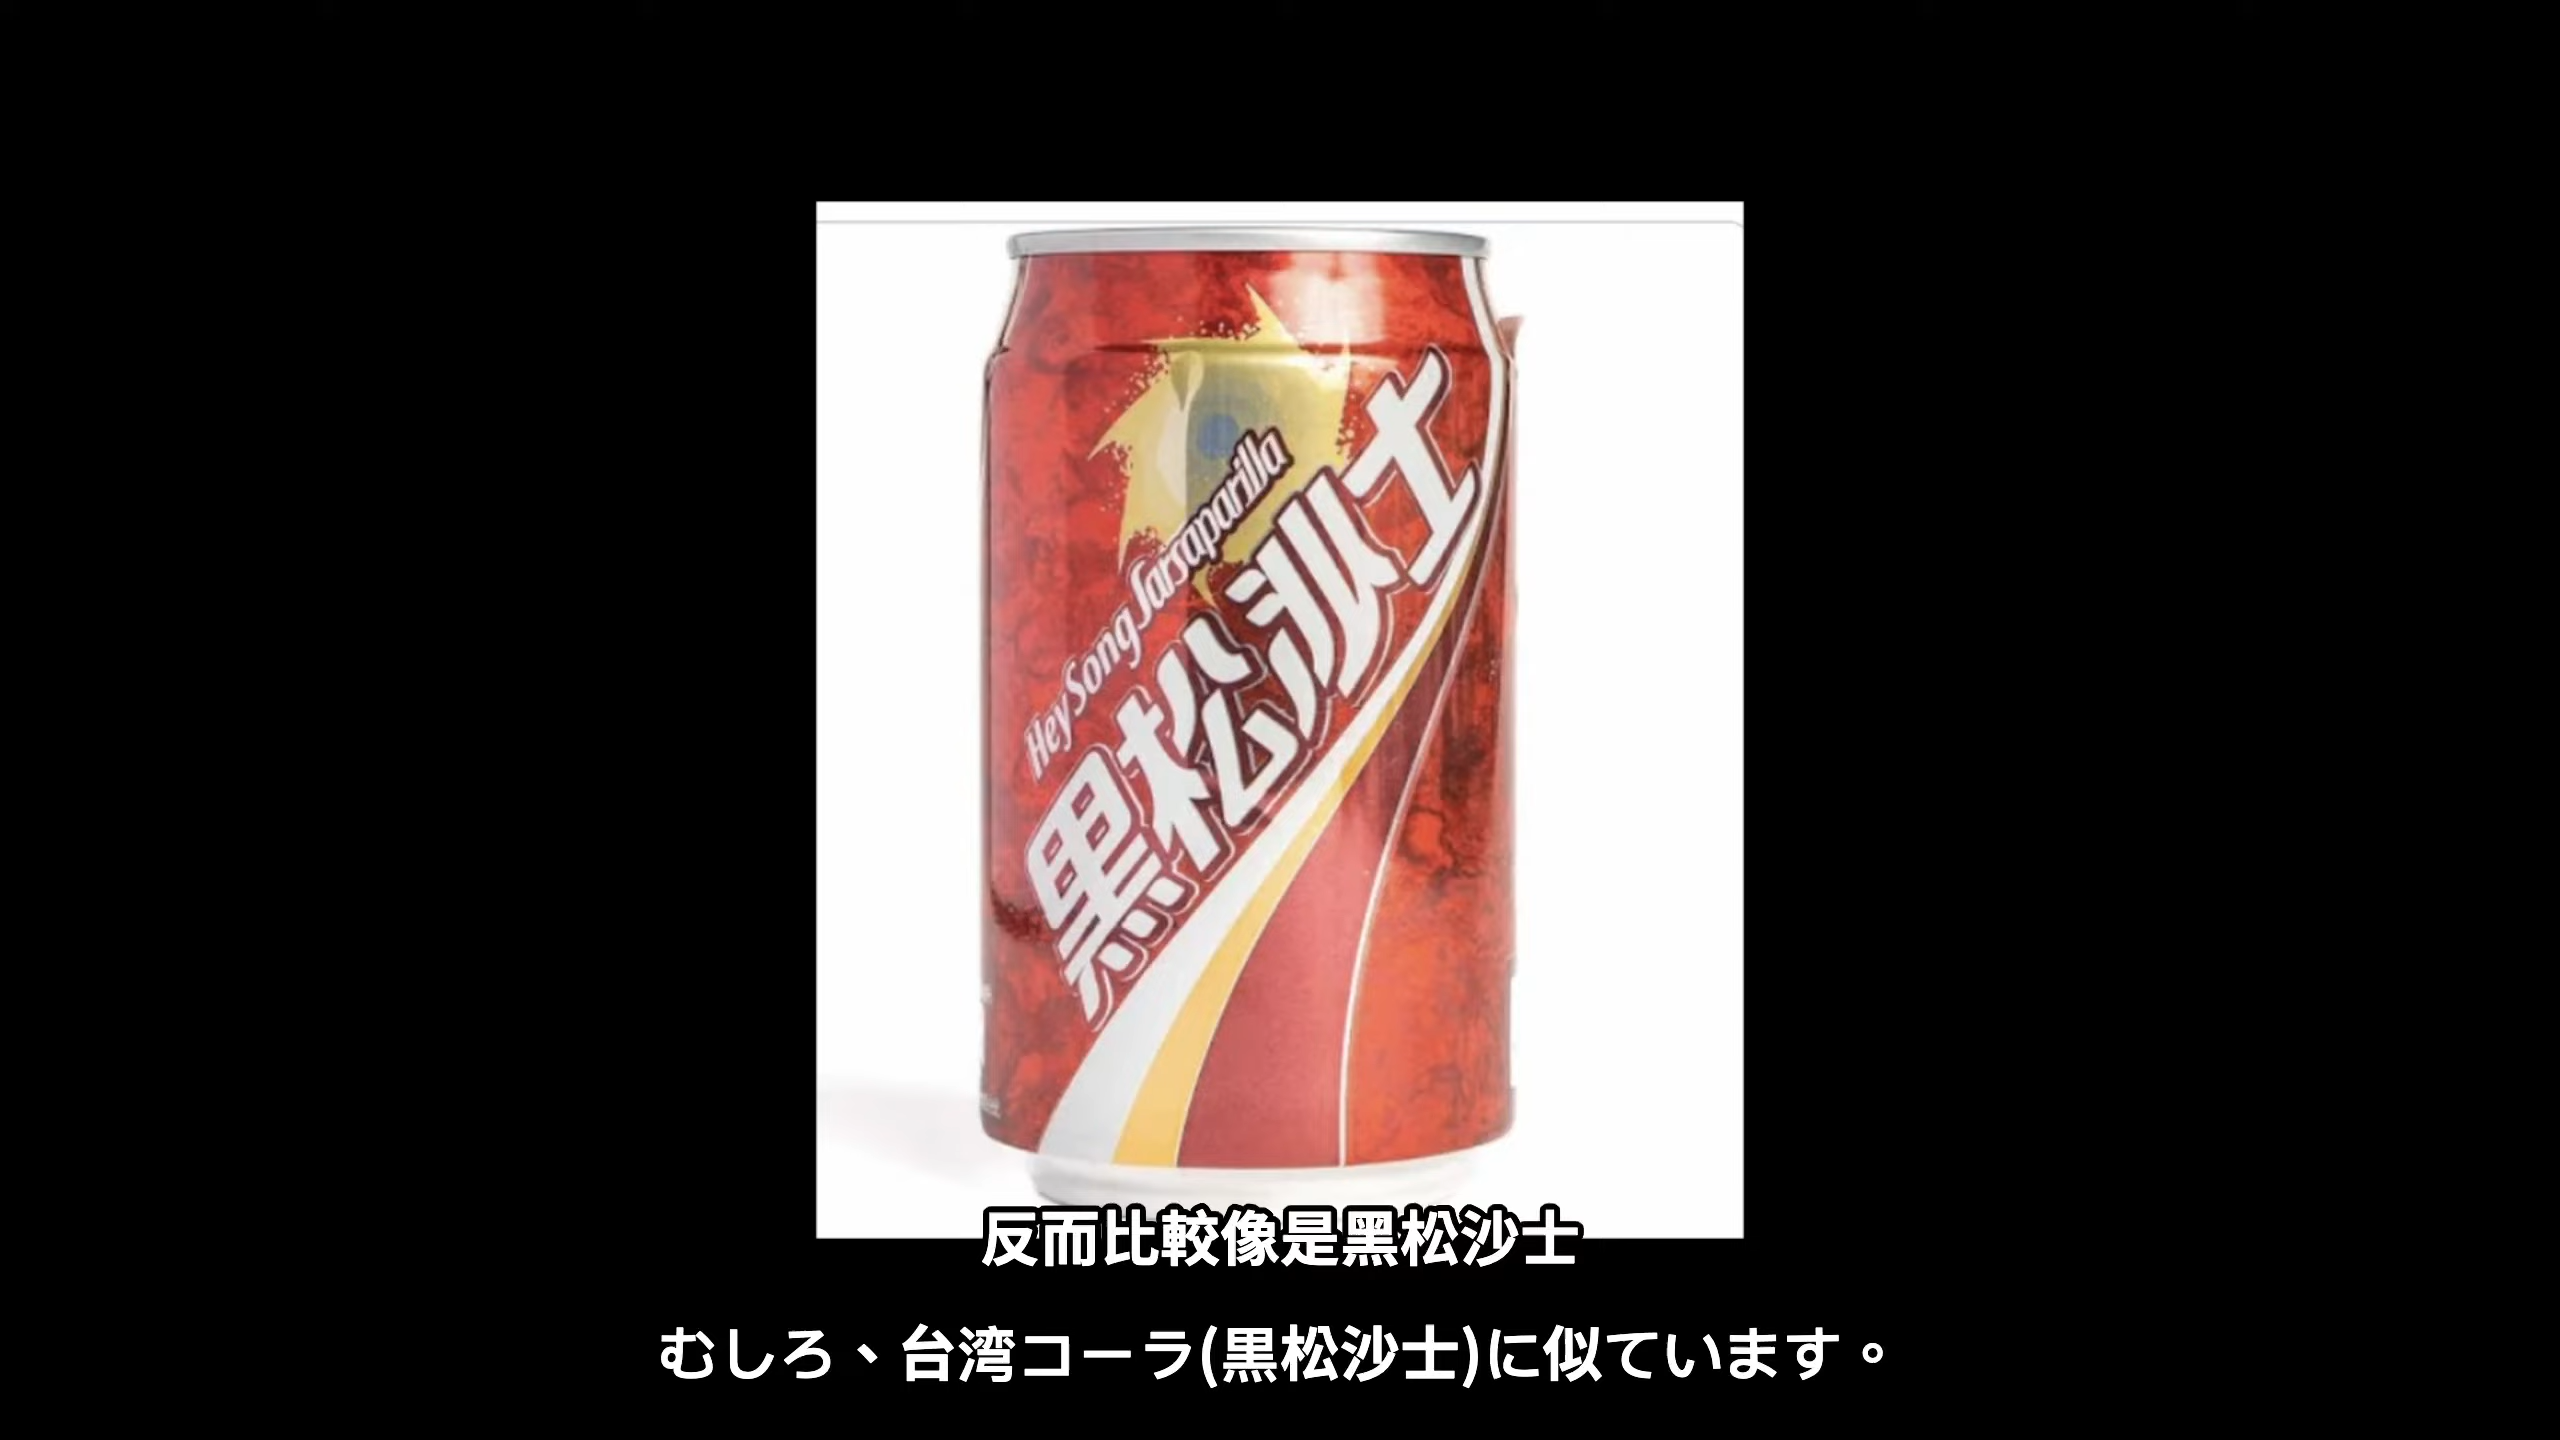 Hey Song Sarsaparilla
黑松沙士
反而比較像是黑松沙士
むしろ、台湾コーラ(黒松沙士)に似ています。